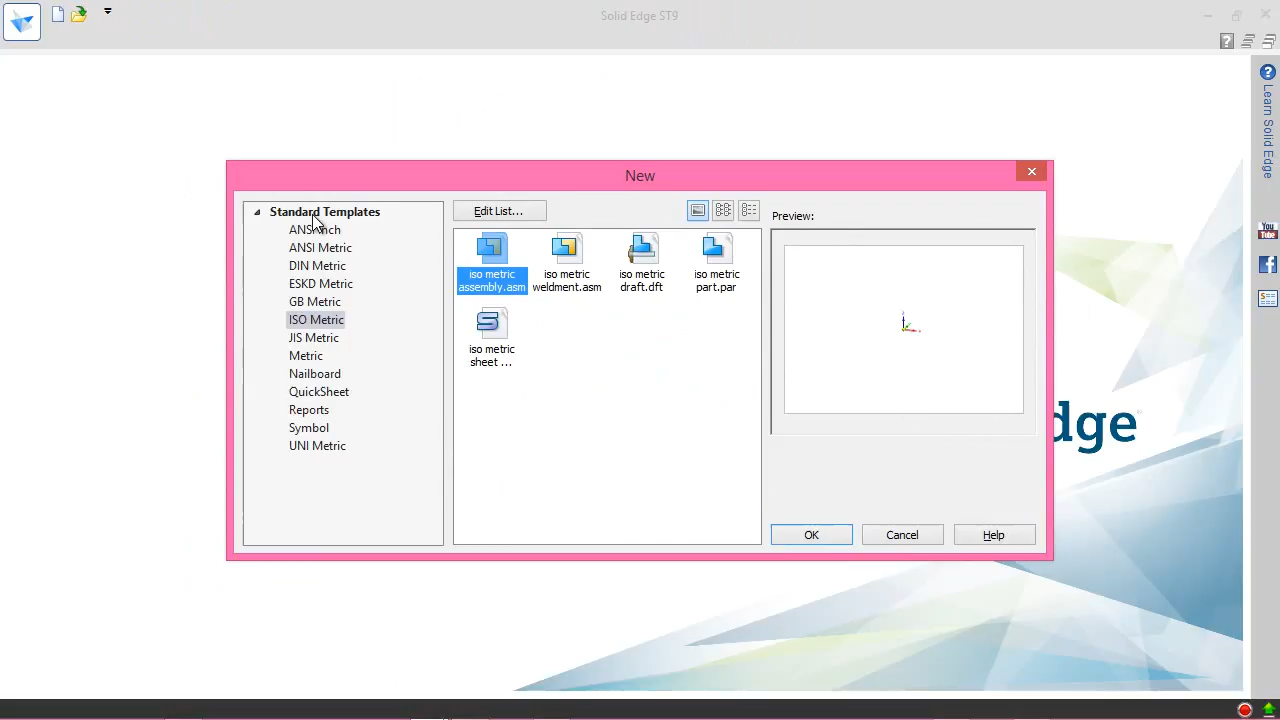 Solid Edge ST9
New
Standard Templates
ANSI Inch
ANSI Metric
DIN Metric
ESKD Metric
GB Metric
ISO Metric
JIS Metric
Metric
Nailboard
QuickSheet
Reports
Symbol
UNI Metric
Edit List...
iso metric
assembly.asm
iso metric
weldment.asm
iso metric
draft.dft
iso metric
part.par
iso metric
sheet ...
Preview:
OK
Cancel
Help
dge
Learn Solid Edge
You
Tube